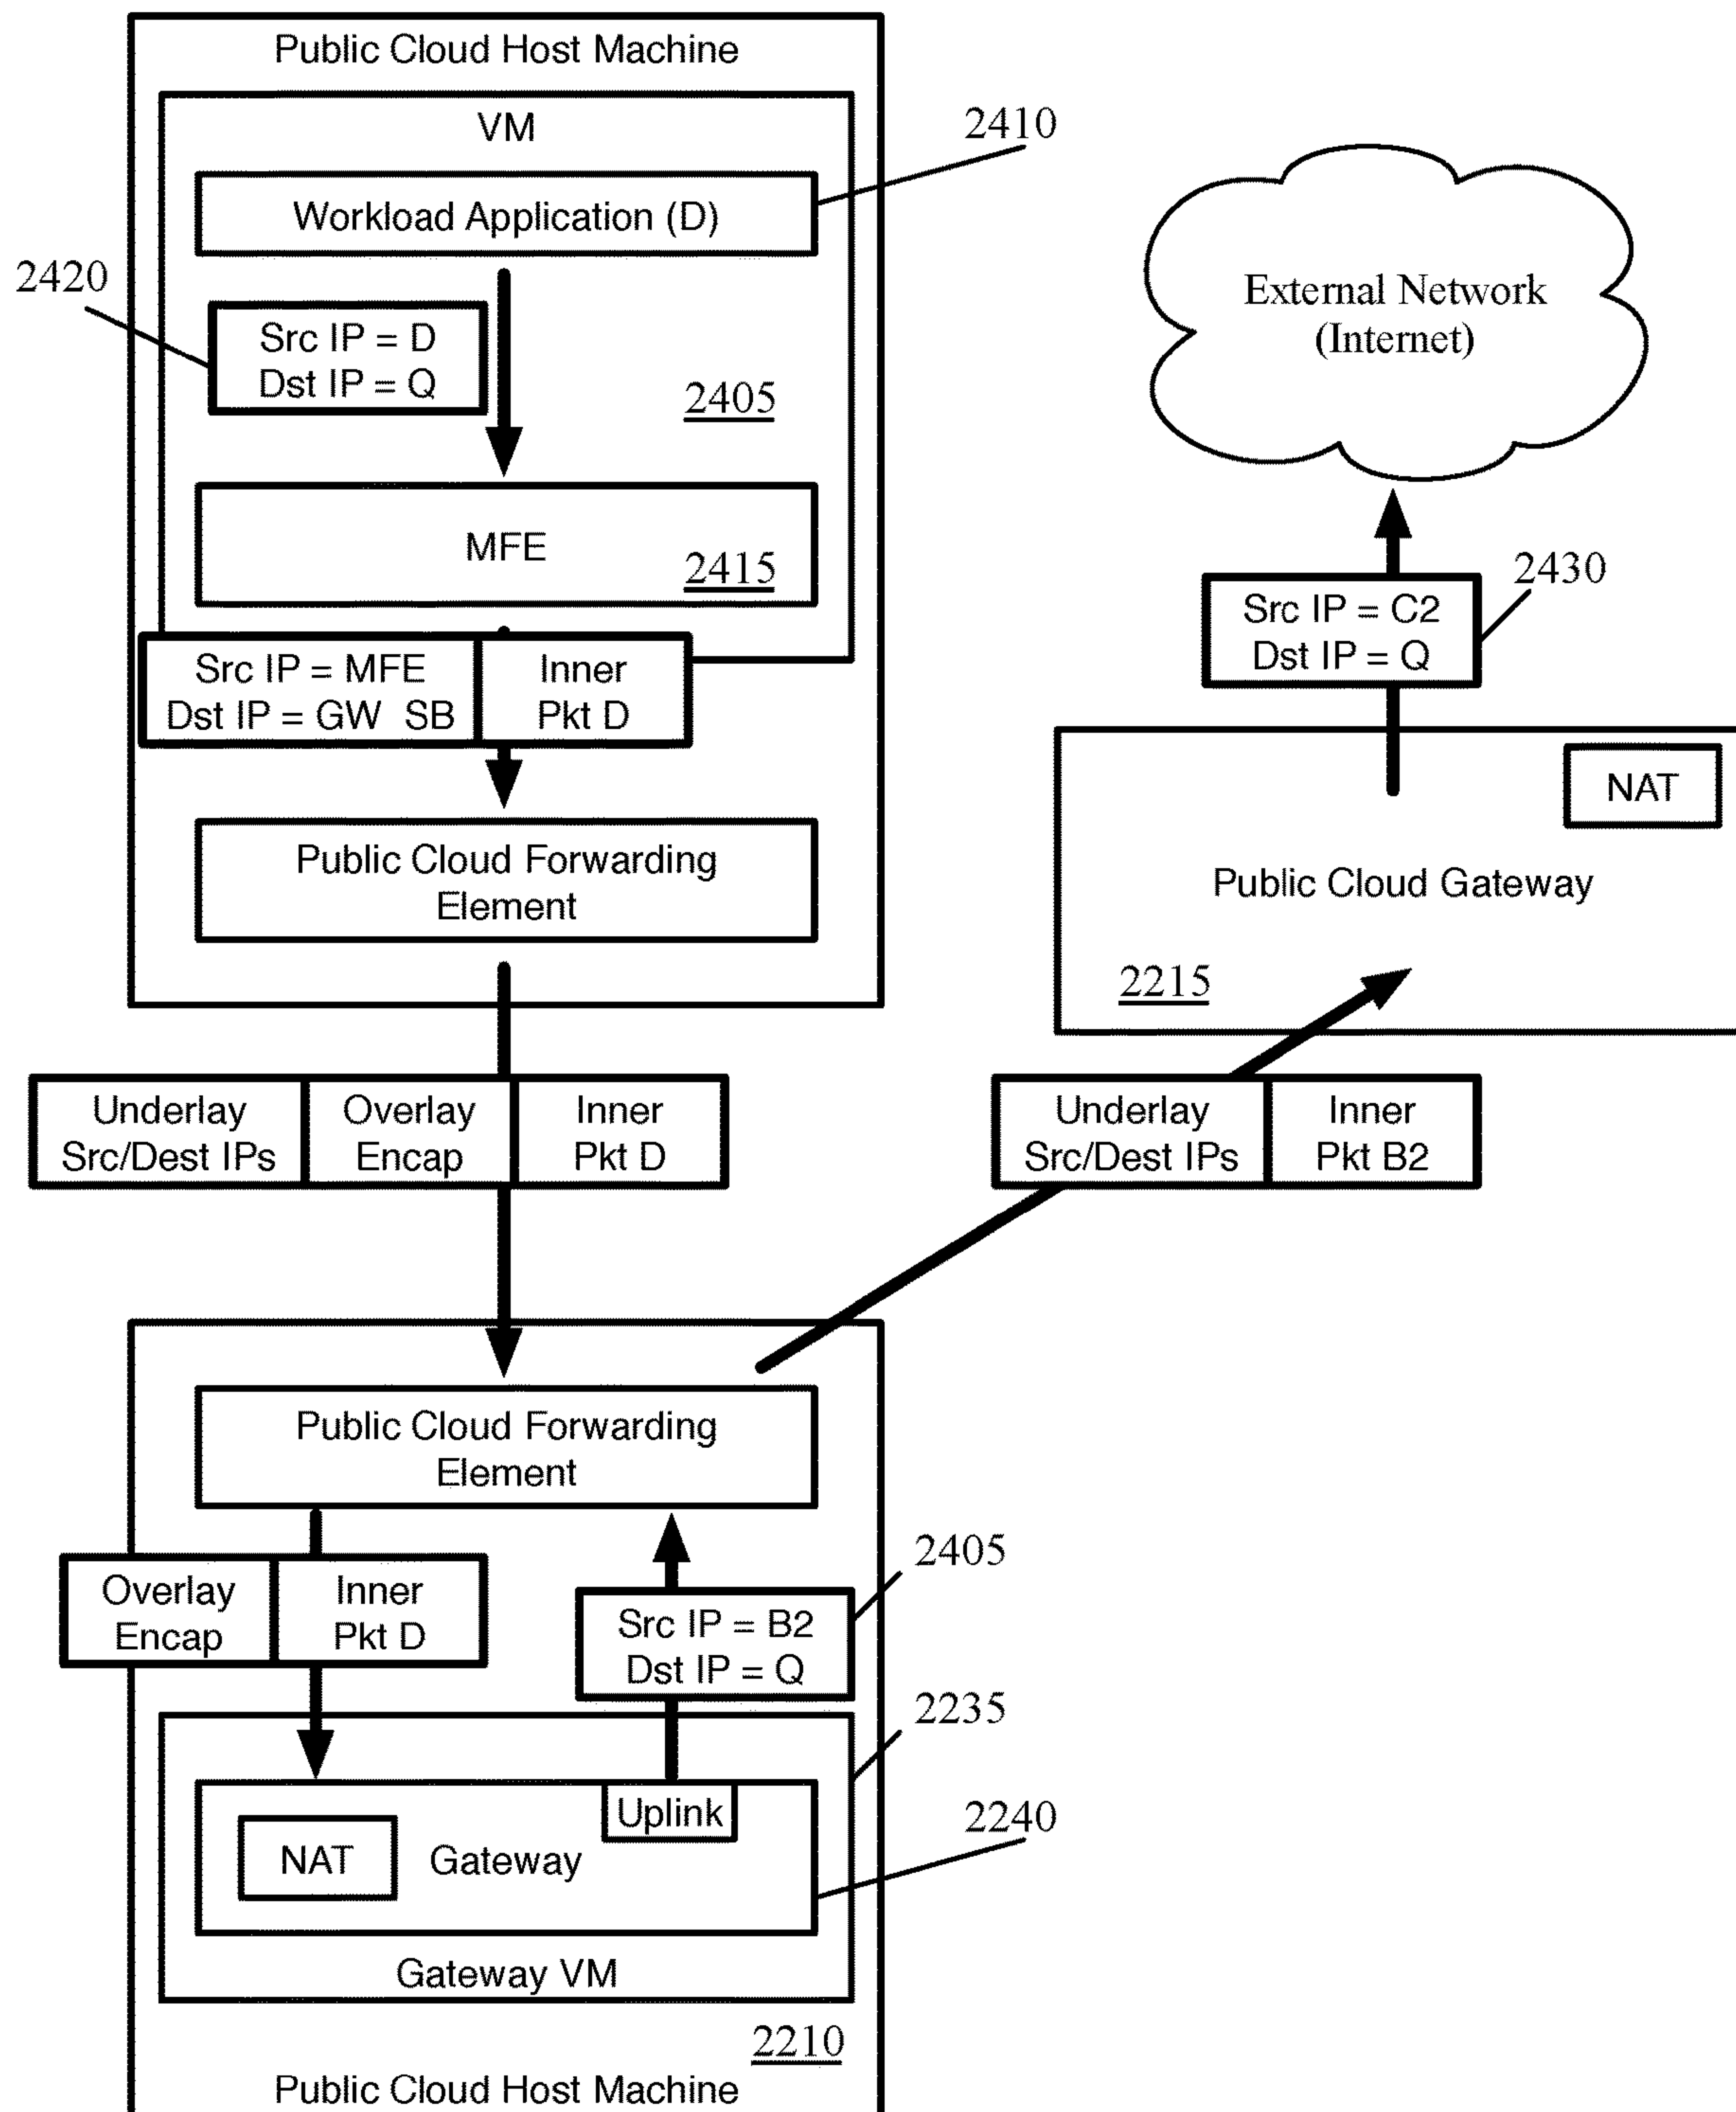 Public Cloud Host Machine
VM
2410
Workload Application (D)
2420
Src IP = D
Dst IP = Q
2405
MFE
2415
Src IP = MFE
Dst IP = GW SB
Inner
Pkt D
Public Cloud Forwarding
Element
Underlay
Src/Dest IPs
Overlay
Encap
Inner
Pkt D
External Network
(Internet)
2430
Src IP = C2
Dst IP = Q
NAT
Public Cloud Gateway
2215
Underlay
Src/Dest IPs
Inner
Pkt B2
Public Cloud Forwarding
Element
Overlay
Encap
Inner
Pkt D
2405
Src IP = B2
Dst IP = Q
2235
Uplink
NAT
Gateway
2240
Gateway VM
2210
Public Cloud Host Machine